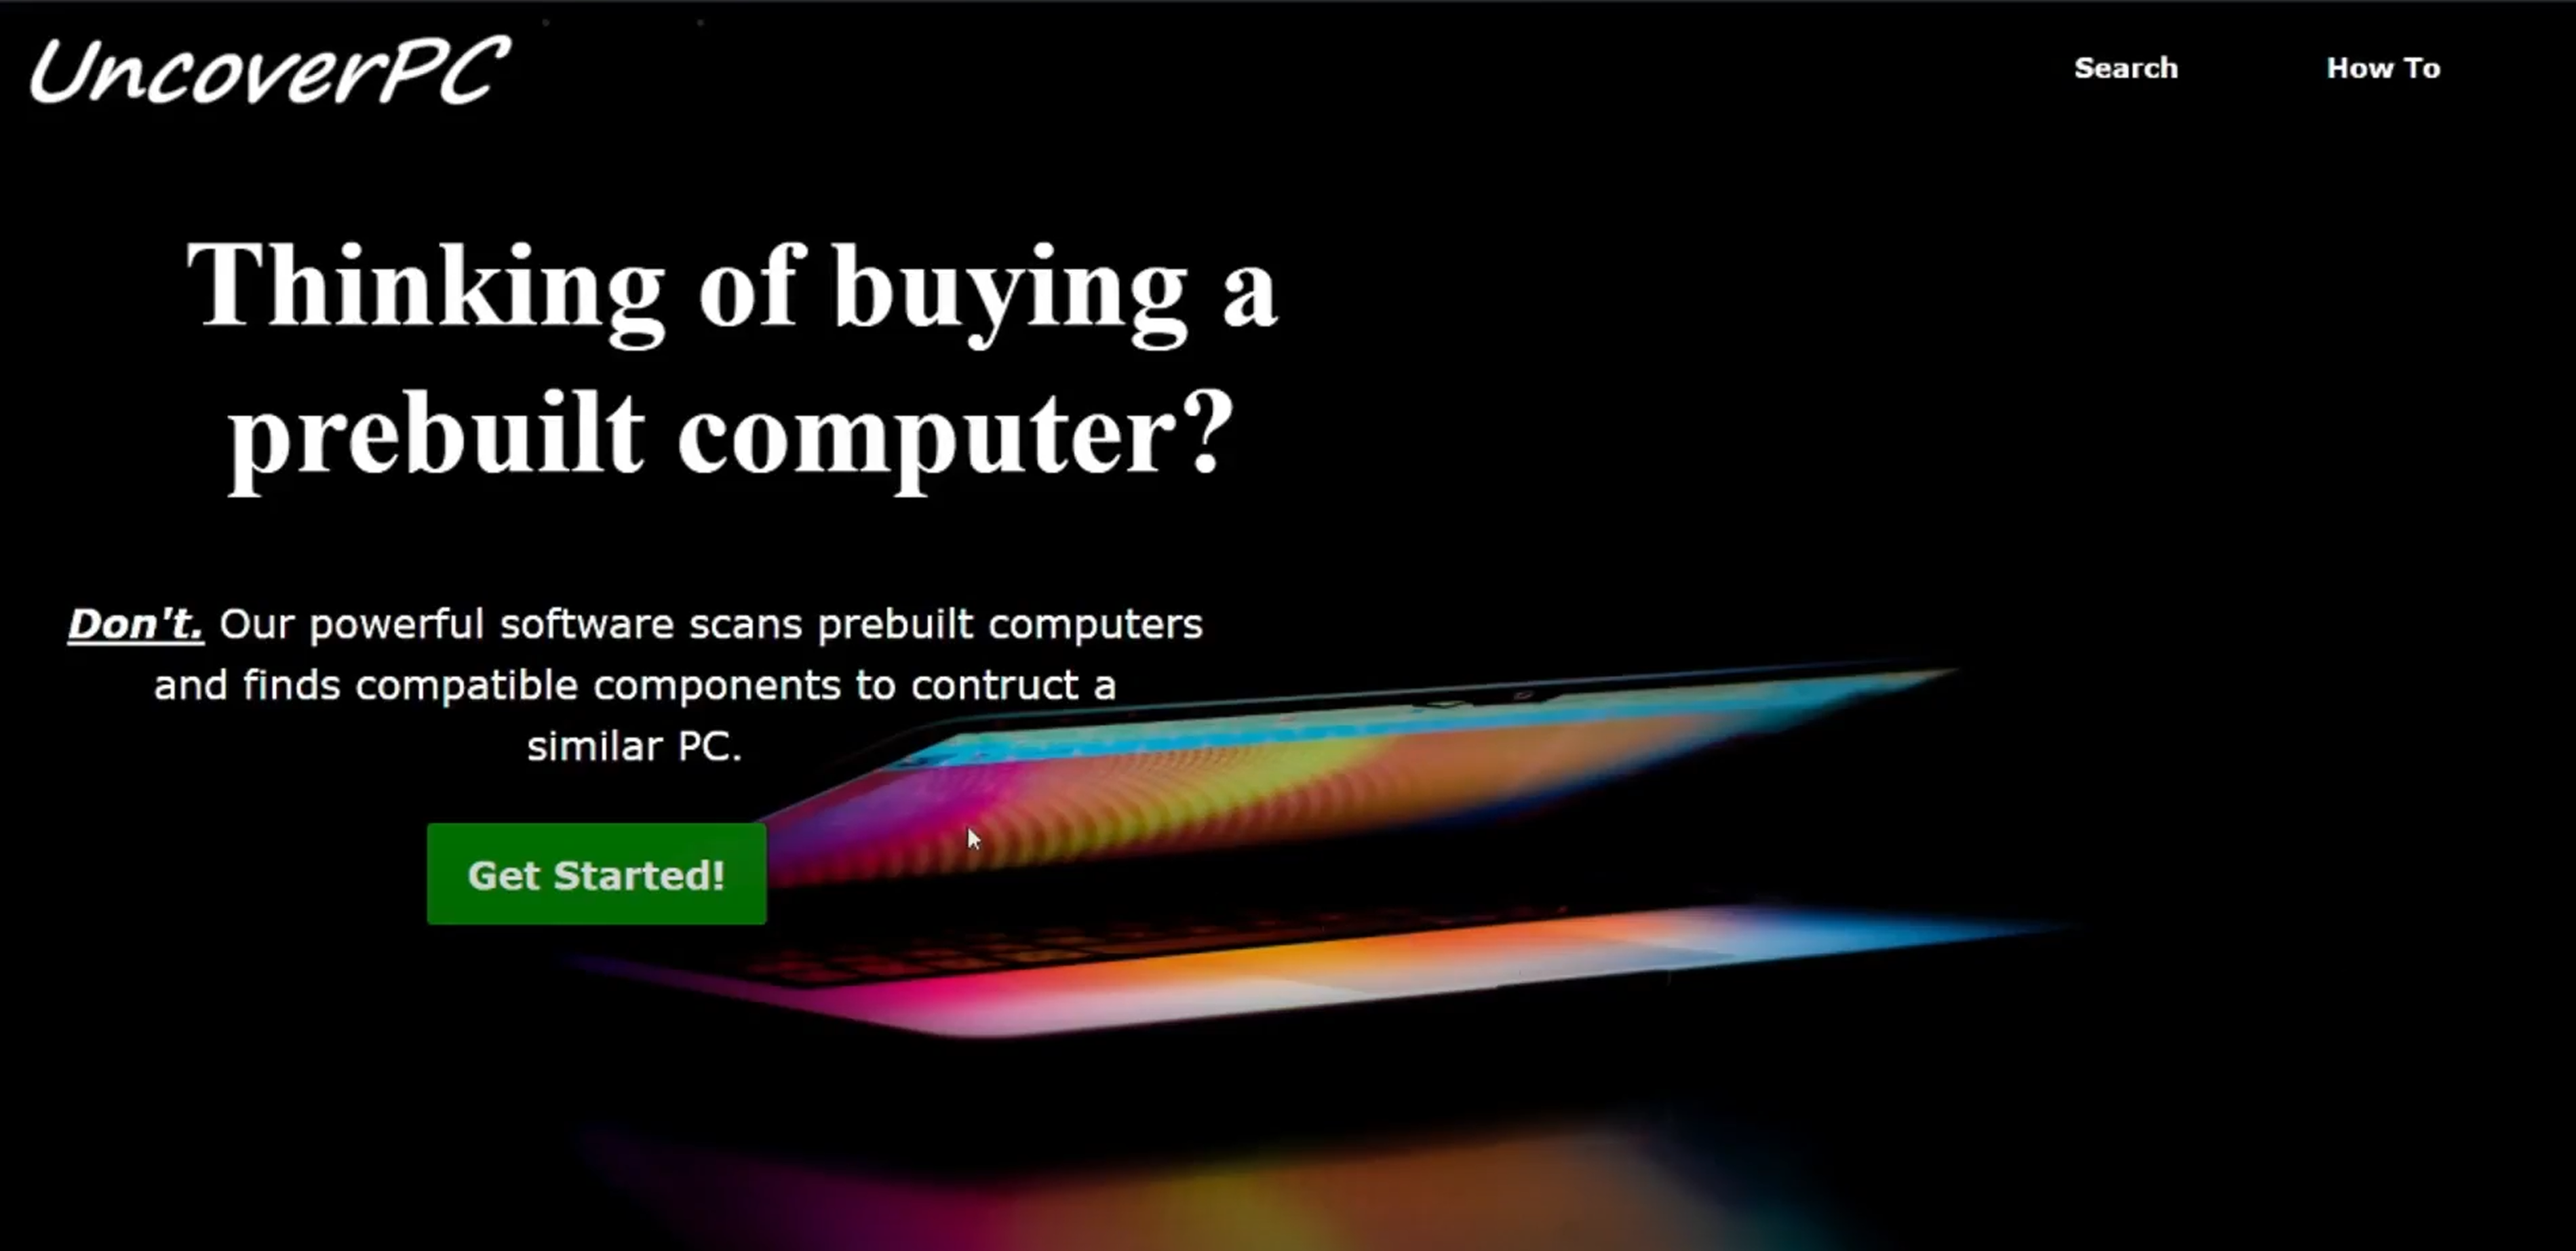 UncoverPC
Search
How To
Thinking of buying a
prebuilt computer?
Don't. Our powerful software scans prebuilt computers
and finds compatible components to contruct a
similar PC.
Get Started!